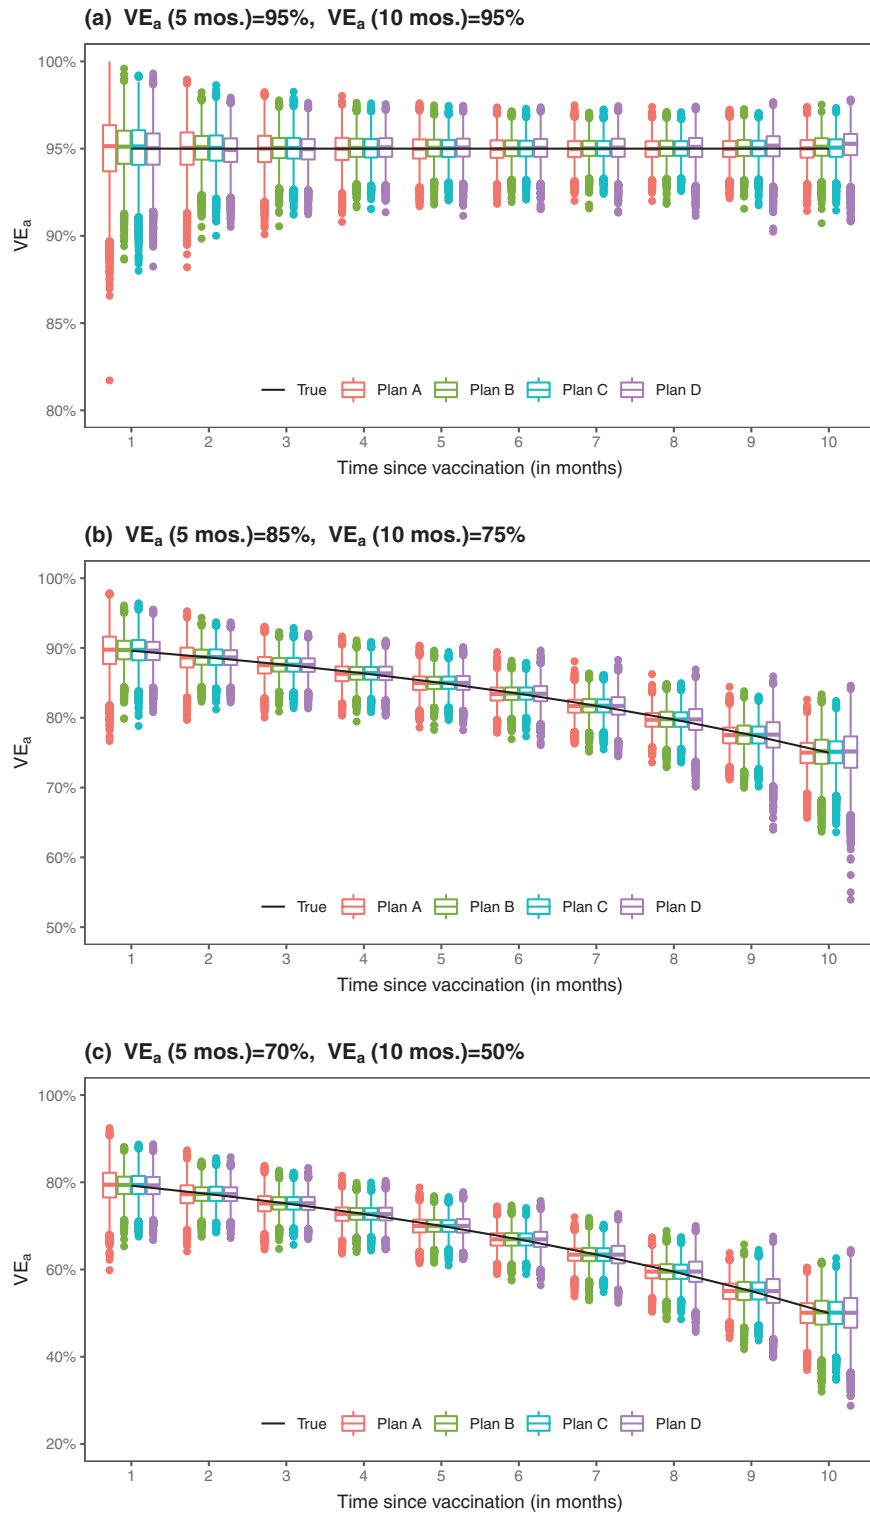 (a) VEa (5 mos.)=95%, VEa (10 mos.)=95%
100%
95%
90%
85%
80%
VEa
True Plan A Plan B Plan C Plan D
1 2 3 4 5 6 7 8 9 10
Time since vaccination (in months)
(b) VEa (5 mos.)=85%, VEa (10 mos.)=75%
100%
90%
80%
70%
60%
50%
VEa
True Plan A Plan B Plan C Plan D
1 2 3 4 5 6 7 8 9 10
Time since vaccination (in months)
(c) VEa (5 mos.)=70%, VEa (10 mos.)=50%
100%
80%
60%
40%
20%
VEa
True Plan A Plan B Plan C Plan D
1 2 3 4 5 6 7 8 9 10
Time since vaccination (in months)